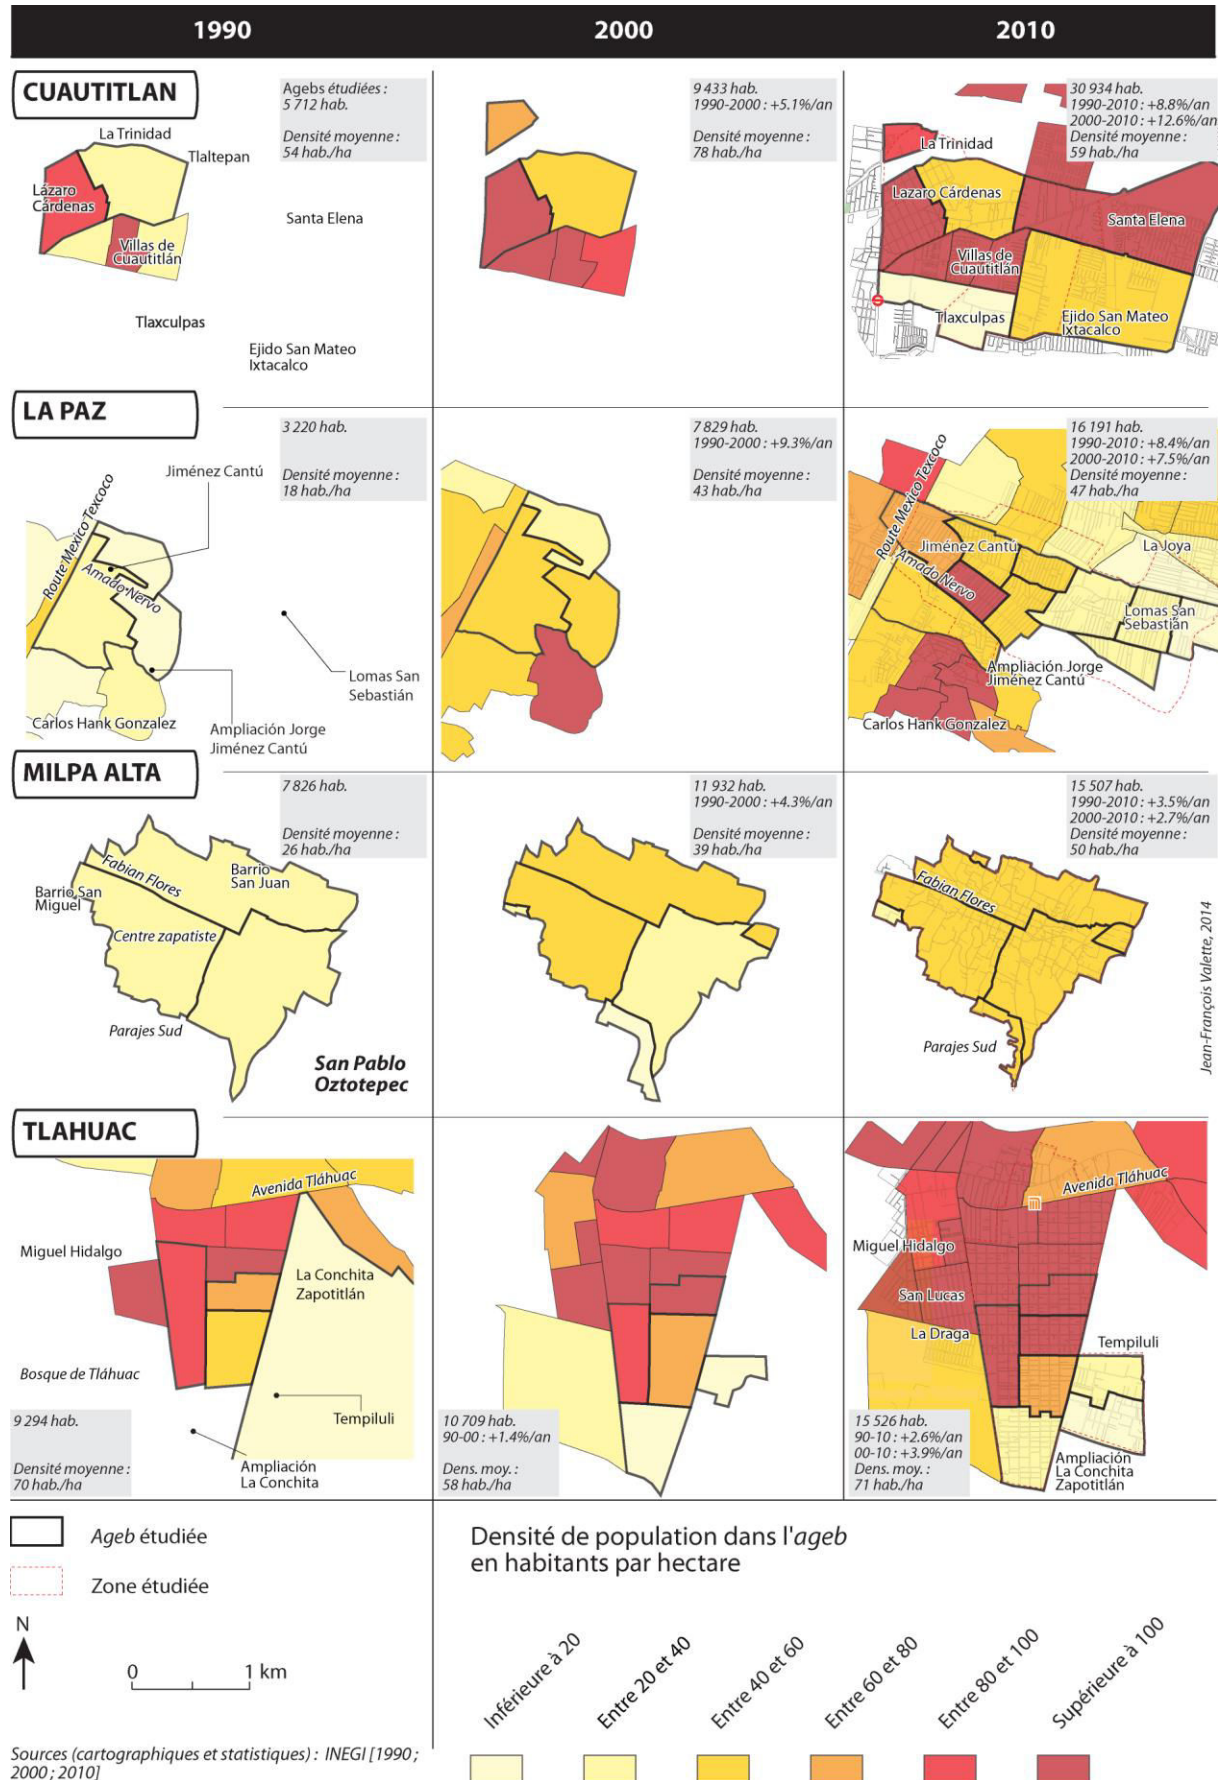 1990
2000
2010
CUAUTITLAN
Agebs étudiées :
5 712 hab.
Densité moyenne :
54 hab./ha
La Trinidad
Tlaltepan
Lázaro
Cárdenas
Santa Elena
Villas de
Cuautitlán
Tlaxculpas
Ejido San Mateo
Ixtacalco
9 433 hab.
1990-2000 : +5.1%/an
Densité moyenne :
78 hab./ha
30 934 hab.
1990-2010 : +8.8%/an
2000-2010 : +12.6%/an
Densité moyenne :
59 hab./ha
La Trinidad
Lazaro Cárdenas
Santa Elena
Villas de
Cuautitlán
Tlaxculpas
Ejido San Mateo
Ixtacalco
LA PAZ
3 220 hab.
Densité moyenne :
18 hab./ha
Jiménez Cantú
Route Mexico Texcoco
Amado Nervo
Lomas San
Sebastián
Carlos Hank Gonzalez
Ampliación Jorge
Jiménez Cantú
7 829 hab.
1990-2000 : +9.3%/an
Densité moyenne :
43 hab./ha
16 191 hab.
1990-2010 : +8.4%/an
2000-2010 : +7.5%/an
Densité moyenne :
47 hab./ha
Route Mexico Texcoco
Jiménez Cantú
La Joya
Amado Nervo
Lomas San
Sebastián
Ampliación Jorge
Jiménez Cantú
Carlos Hank Gonzalez
MILPA ALTA
7 826 hab.
Densité moyenne :
26 hab./ha
Fabian Flores
Barrio
San Juan
Barrio San
Miguel
Centre zapatiste
Parajes Sud
San Pablo
Oztotepec
11 932 hab.
1990-2000 : +4.3%/an
Densité moyenne :
39 hab./ha
15 507 hab.
1990-2010 : +3.5%/an
2000-2010 : +2.7%/an
Densité moyenne :
50 hab./ha
Fabian Flores
Parajes Sud
Jean-François Valette, 2014
TLAHUAC
Avenida Tláhuac
Miguel Hidalgo
La Conchita
Zapotitlán
Bosque de Tláhuac
Tempiluli
9 294 hab.
Densité moyenne :
70 hab./ha
Ampliación
La Conchita
10 709 hab.
90-00 : +1.4%/an
Dens. moy. :
58 hab./ha
Avenida Tláhuac
Miguel Hidalgo
San Lucas
La Draga
Tempiluli
15 526 hab.
90-10 : +2.6%/an
00-10 : +3.9%/an
Dens. moy. :
71 hab./ha
Ampliación
La Conchita
Zapotitlán
Ageb étudiée
Zone étudiée
N
0 1 km
Sources (cartographiques et statistiques) : INEGI [1990 ;
2000 ; 2010]
Densité de population dans l'ageb
en habitants par hectare
Inférieure à 20
Entre 20 et 40
Entre 40 et 60
Entre 60 et 80
Entre 80 et 100
Supérieure à 100